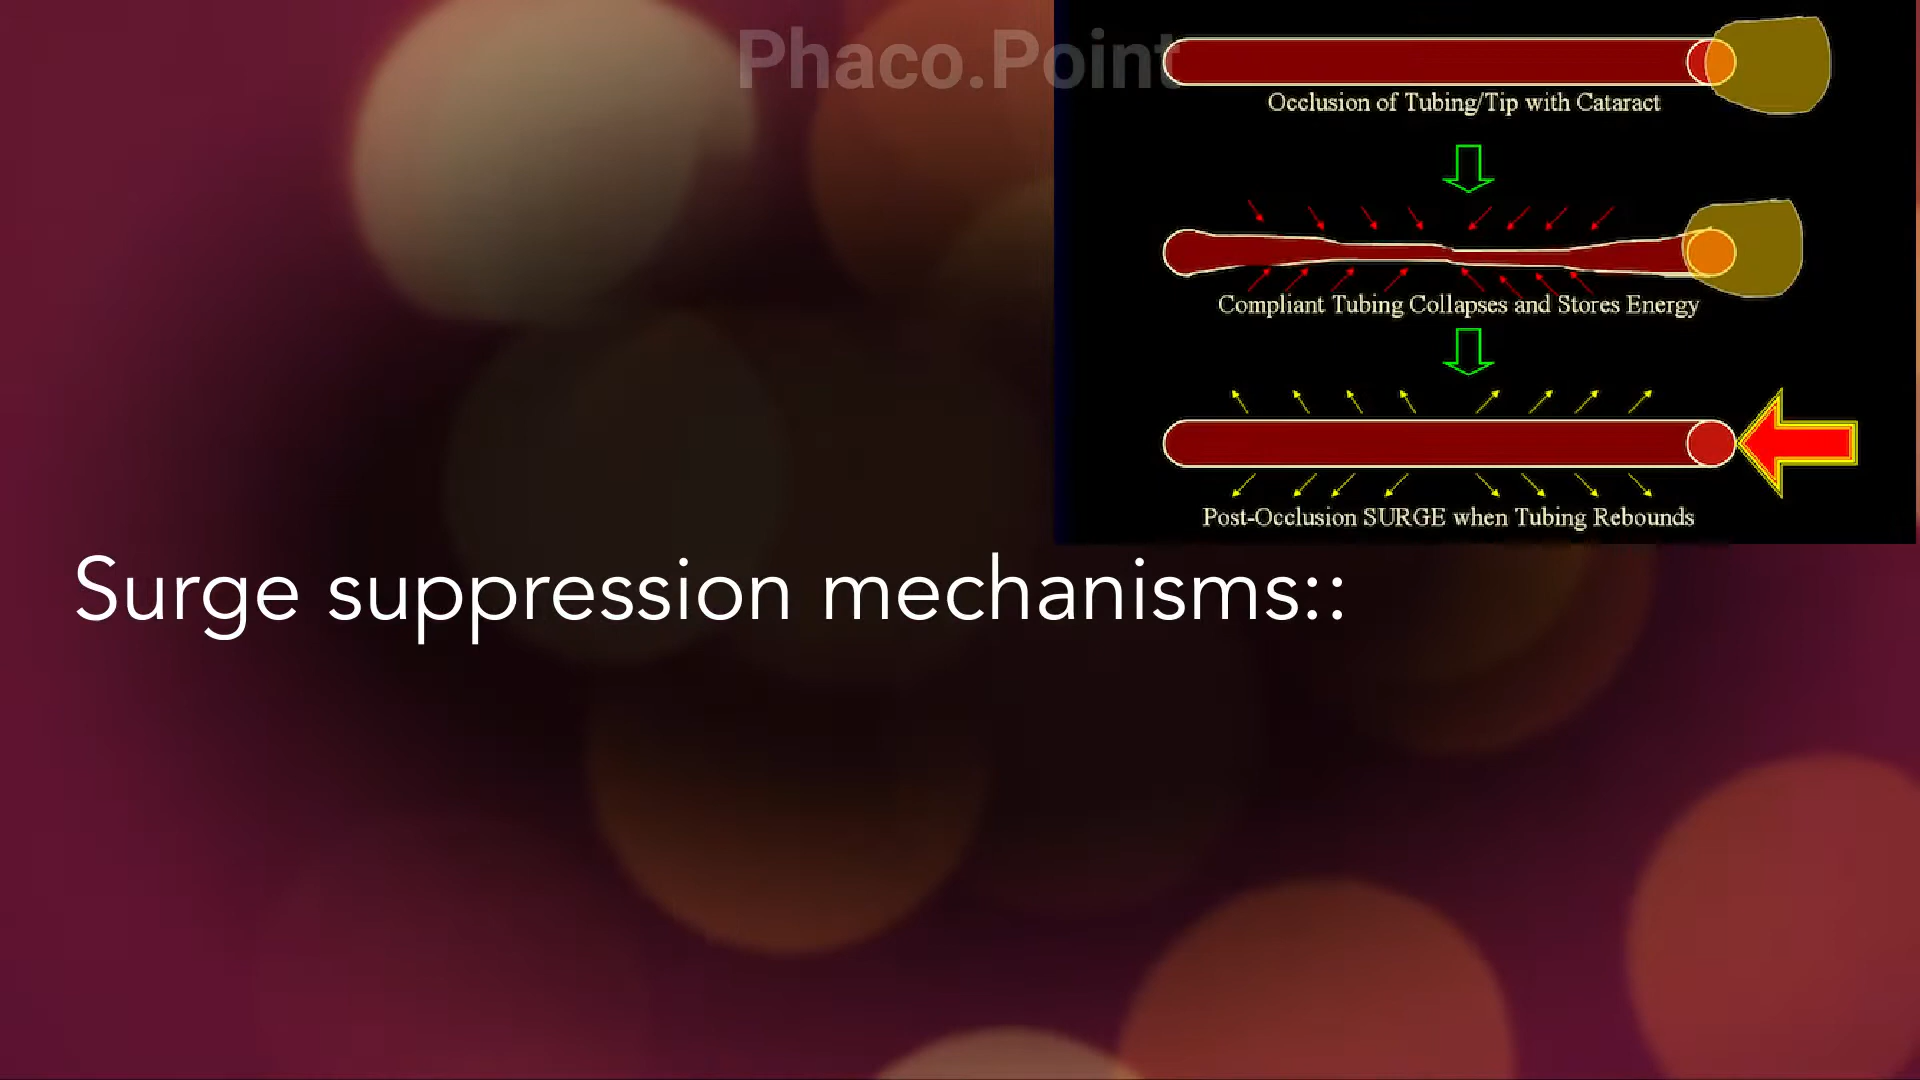 Phaco.Point
Occlusion of Tubing/Tip with Cataract
Compliant Tubing Collapses and Stores Energy
Post-Occlusion SURGE when Tubing Rebounds
Surge suppression mechanisms::